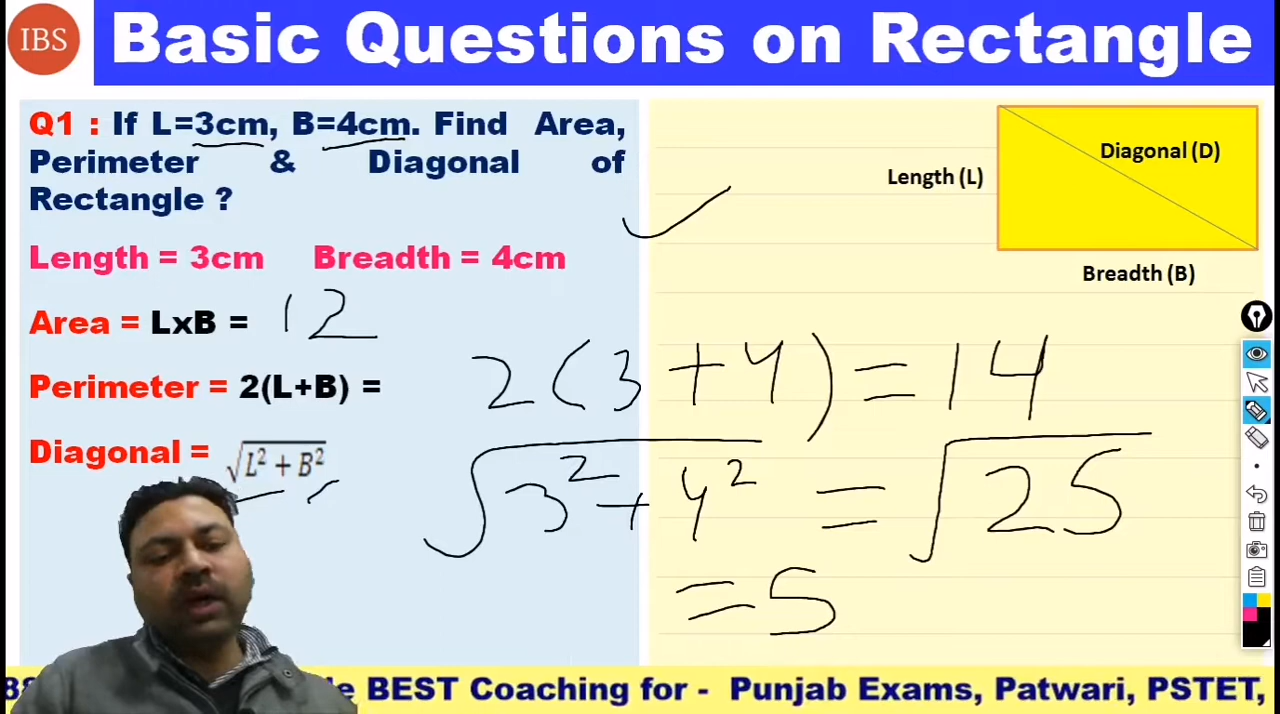 IBS
Basic Questions on Rectangle
Q1 : If L=3cm, B=4cm. Find Area,
Perimeter & Diagonal of
Rectangle ?
Length = 3cm Breadth = 4cm
Area = LxB = 12
Perimeter = 2(L+B) = 2(3+4)=14
Diagonal = √L² + B² √3²+4² = √25
=5
Diagonal (D)
Length (L)
Breadth (B)
BEST Coaching for - Punjab Exams, Patwari, PSTET,